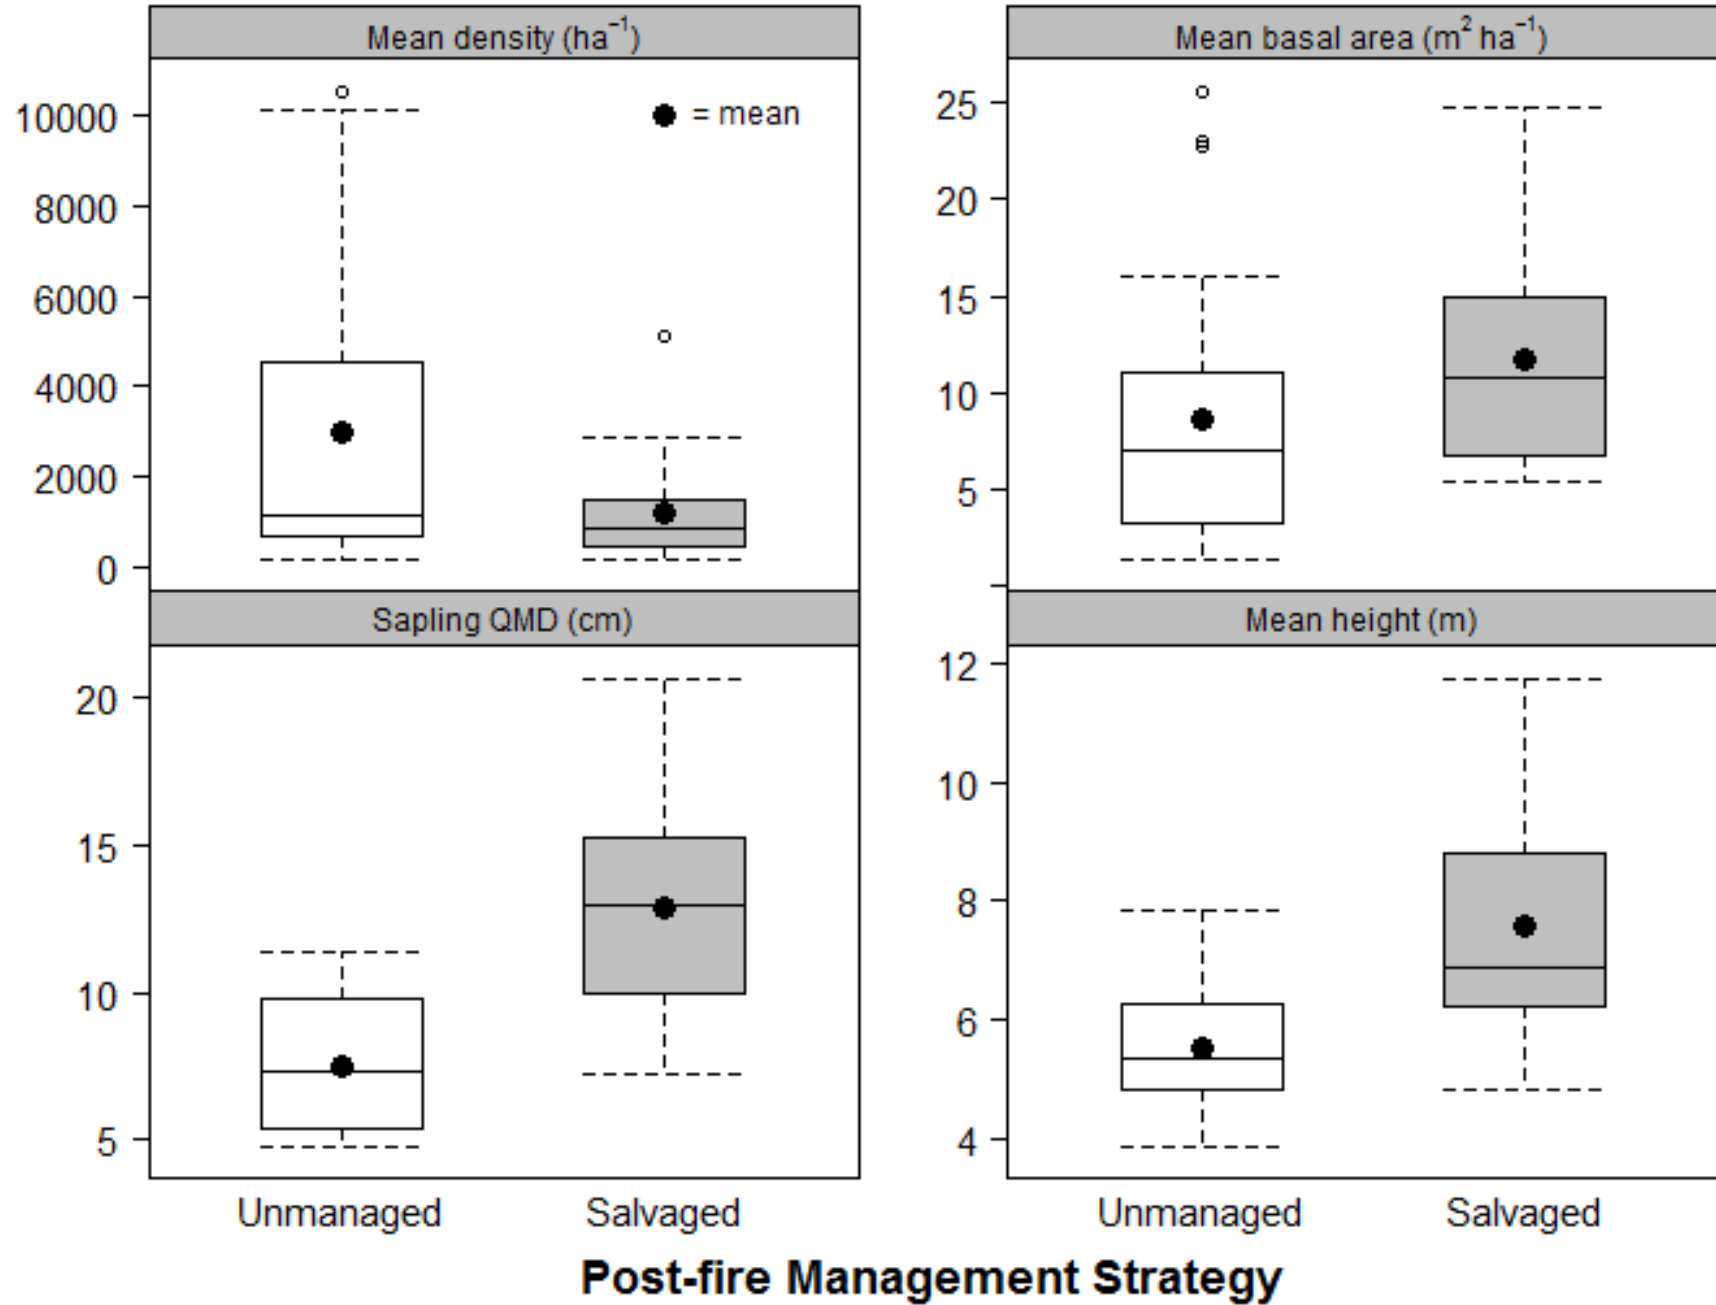 Mean density (ha⁻¹)
Mean basal area (m² ha⁻¹)
= mean
10000
8000
6000
4000
2000
0
25
20
15
10
5
Sapling QMD (cm)
Mean height (m)
20
15
10
5
12
10
8
6
4
Unmanaged
Salvaged
Unmanaged
Salvaged
Post-fire Management Strategy